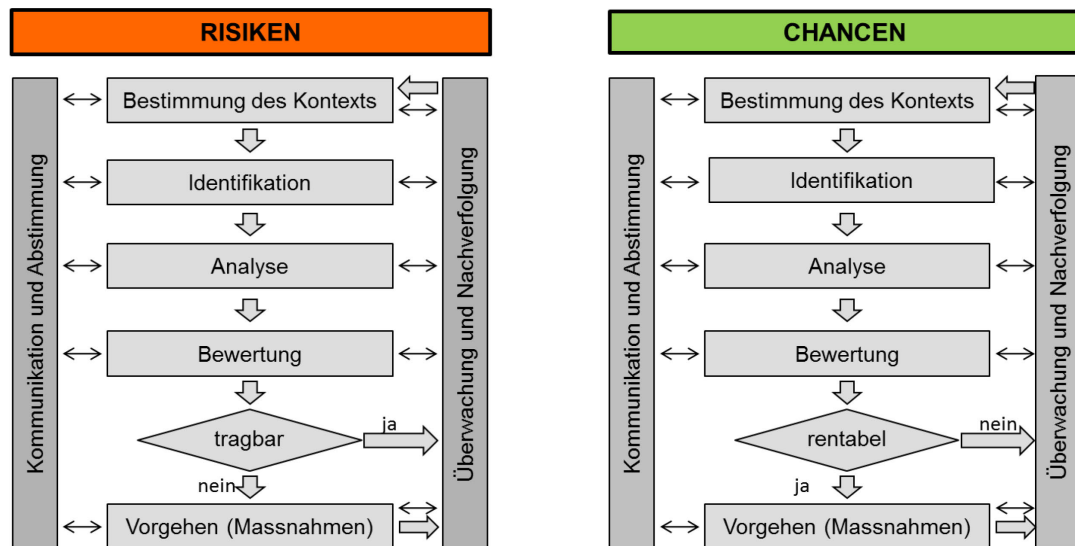 RISIKEN
Kommunikation und Abstimmung
Bestimmung des Kontexts
Identifikation
Analyse
Bewertung
tragbar
ja
nein
Vorgehen (Massnahmen)
Überwachung und Nachverfolgung
CHANCEN
Kommunikation und Abstimmung
Bestimmung des Kontexts
Identifikation
Analyse
Bewertung
rentabel
nein
ja
Vorgehen (Massnahmen)
Überwachung und Nachverfolgung